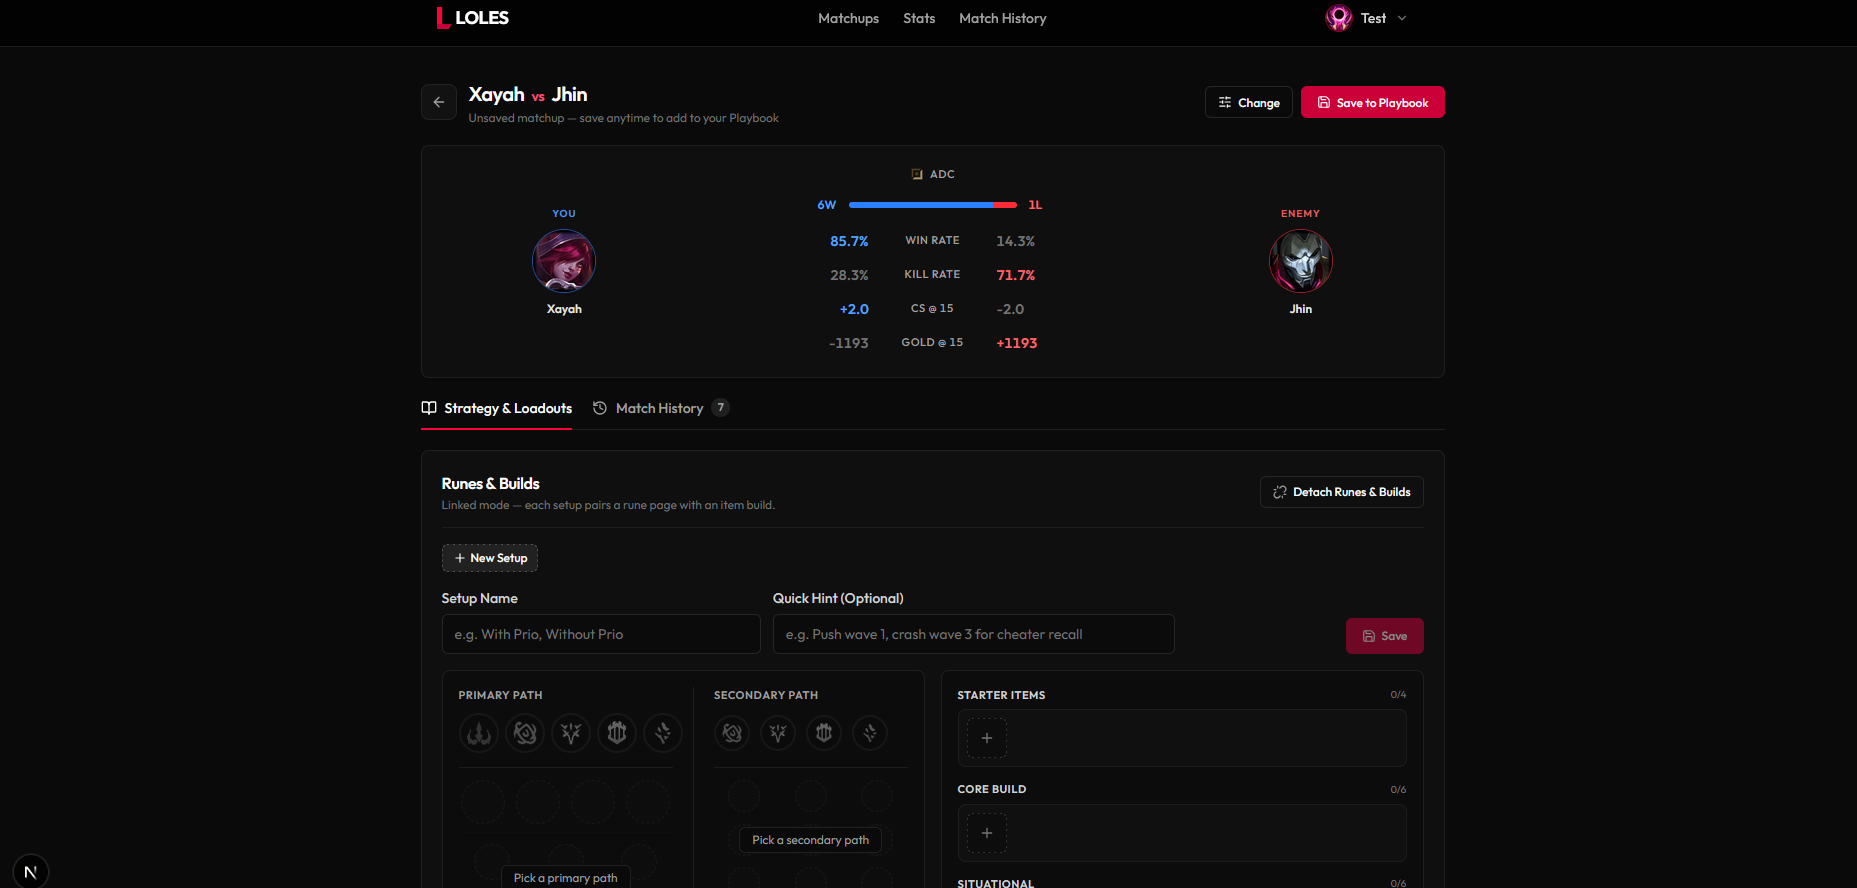 LOLES
Matchups Stats Match History
Test
Xayah vs Jhin
Unsaved matchup — save anytime to add to your Playbook
Change
Save to Playbook
ADC
6W 1L
YOU
ENEMY
85.7% WIN RATE 14.3%
28.3% KILL RATE 71.7%
+2.0 CS @ 15 -2.0
-1193 GOLD @ 15 +1193
Xayah
Jhin
Strategy & Loadouts
Match History 7
Runes & Builds
Linked mode — each setup pairs a rune page with an item build.
Detach Runes & Builds
+ New Setup
Setup Name
Quick Hint (Optional)
e.g. With Prio, Without Prio
e.g. Push wave 1, crash wave 3 for cheater recall
Save
PRIMARY PATH
SECONDARY PATH
STARTER ITEMS 0/4
+
CORE BUILD 0/6
+
Pick a secondary path
Pick a primary path
SITUATIONAL 0/6
N